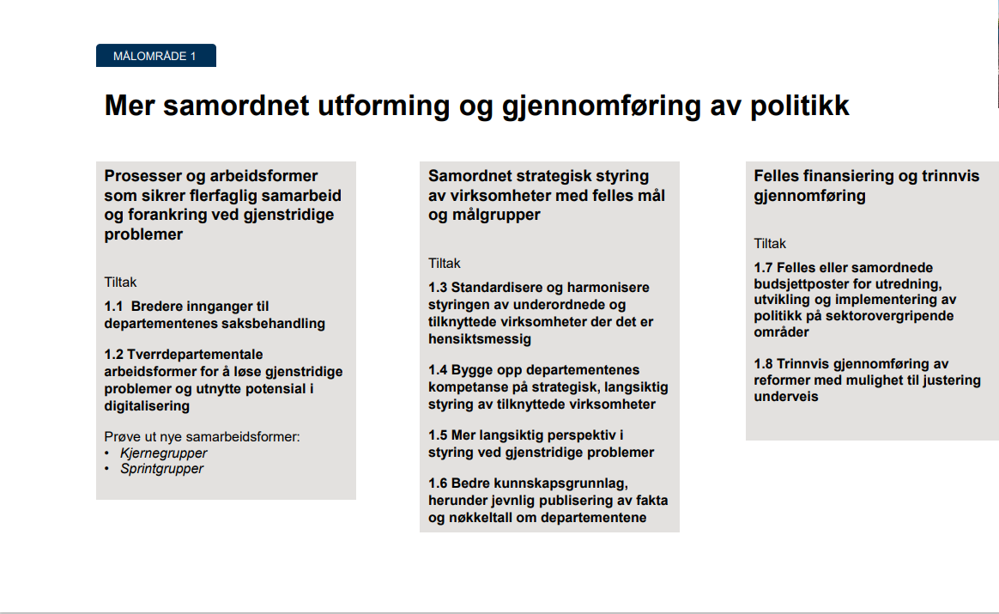 MÅLOMRÅDE 1
Mer samordnet utforming og gjennomføring av politikk
Prosesser og arbeidsformer
som sikrer flerfaglig samarbeid
og forankring ved gjenstridige
problemer
Tiltak
1.1  Bredere innganger til
departementenes saksbehandling
1.2 Tverrdepartementale
arbeidsformer for å løse gjenstridige
problemer og utnytte potensial i
digitalisering
Prøve ut nye samarbeidsformer:
• Kjernegrupper
• Sprintgrupper
Samordnet strategisk styring
av virksomheter med felles mål
og målgrupper
Tiltak
1.3 Standardisere og harmonisere
styringen av underordnede og
tilknyttede virksomheter der det er
hensiktsmessig
1.4 Bygge opp departementenes
kompetanse på strategisk, langsiktig
styring av tilknyttede virksomheter
1.5 Mer langsiktig perspektiv i
styring ved gjenstridige problemer
1.6 Bedre kunnskapsgrunnlag,
herunder jevnlig publisering av fakta
og nøkkeltall om departementene
Felles finansiering og trinnvis
gjennomføring
Tiltak
1.7 Felles eller samordnede
budsjettposter for utredning,
utvikling og implementering av
politikk på sektorovergripende
områder
1.8 Trinnvis gjennomføring av
reformer med mulighet til justering
underveis